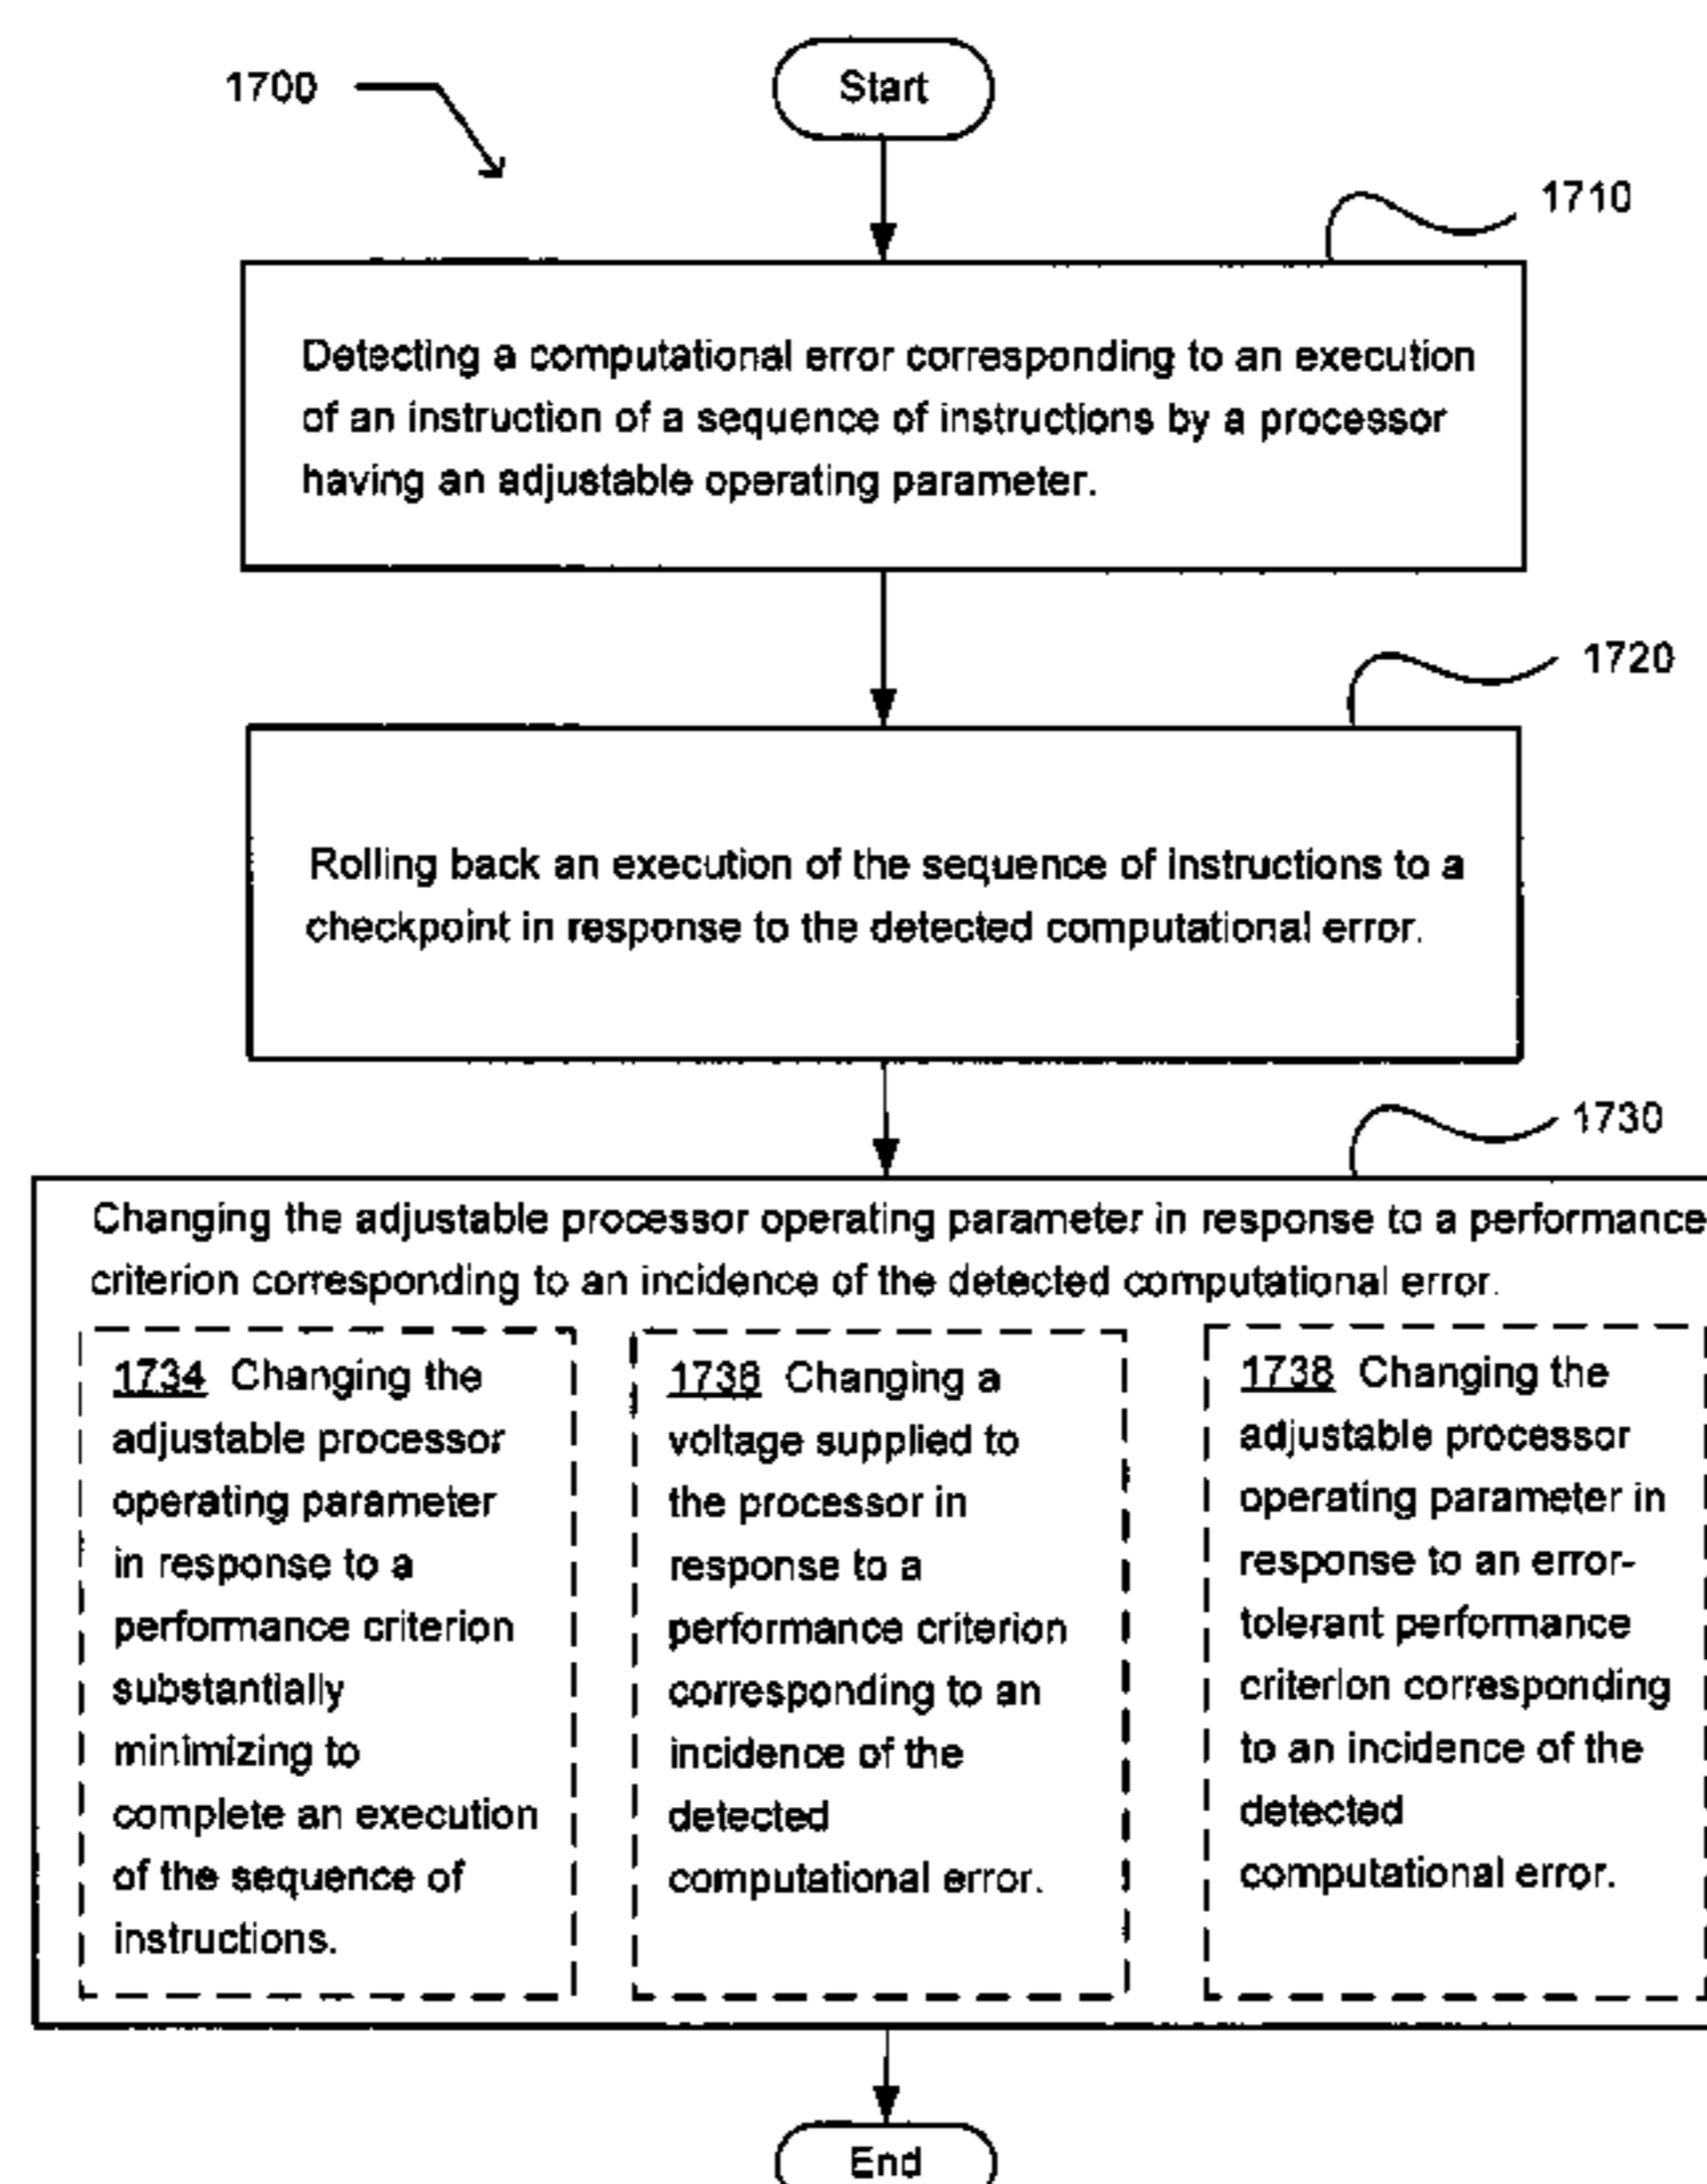 1700
Start
1710
Detecting a computational error corresponding to an execution
of an instruction of a sequence of instructions by a processor
having an adjustable operating parameter.
1720
Rolling back an execution of the sequence of instructions to a
checkpoint in response to the detected computational error.
1730
Changing the adjustable processor operating parameter in response to a performance
criterion corresponding to an incidence of the detected computational error.
1734 Changing the
adjustable processor
operating parameter
in response to a
performance criterion
substantially
minimizing to
complete an execution
of the sequence of
instructions.
1736 Changing a
voltage supplied to
the processor in
response to a
performance criterion
corresponding to an
incidence of the
detected
computational error.
1738 Changing the
adjustable processor
operating parameter in
response to an error-
tolerant performance
criterion corresponding
to an incidence of the
detected
computational error.
End